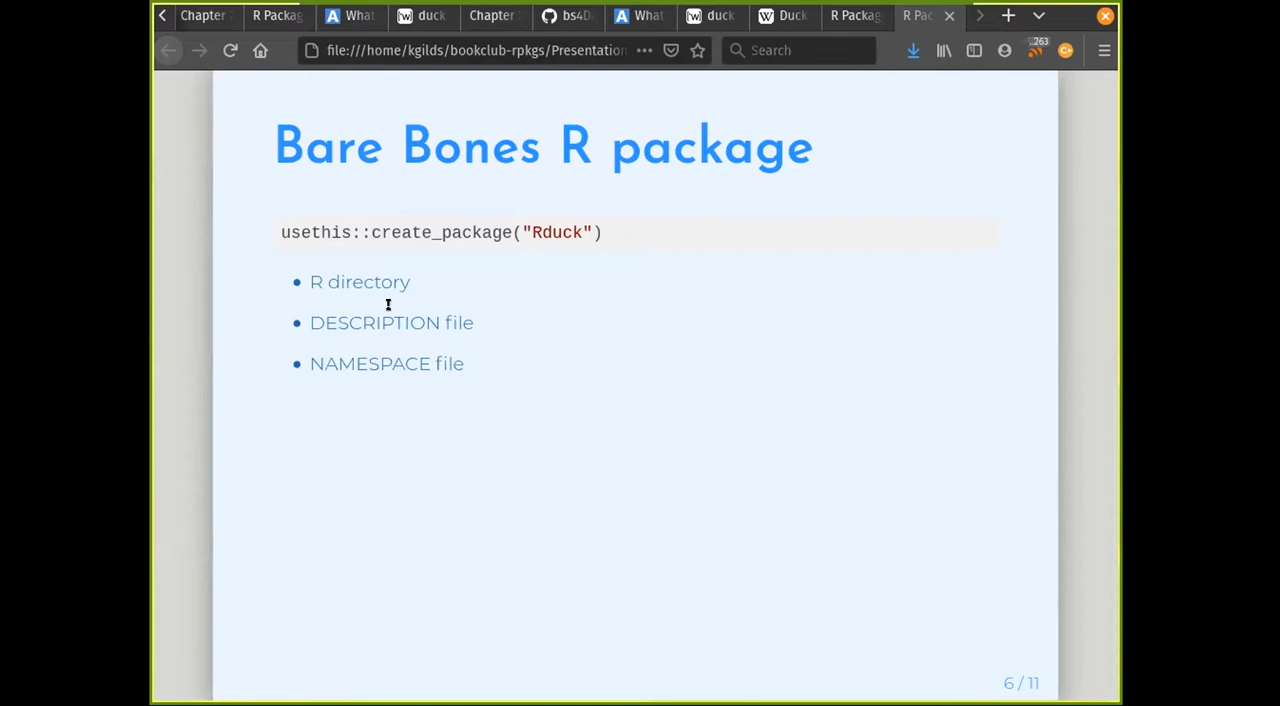 Chapter
R Packag
What
duck
Chapter
bs4D
What
duck
Duck
R Packag
R Pac
file:///home/kgilds/bookclub-rpkgs/Presentation
Search
263
Bare Bones R package
usethis::create_package("Rduck")
R directory
DESCRIPTION file
NAMESPACE file
6 / 11